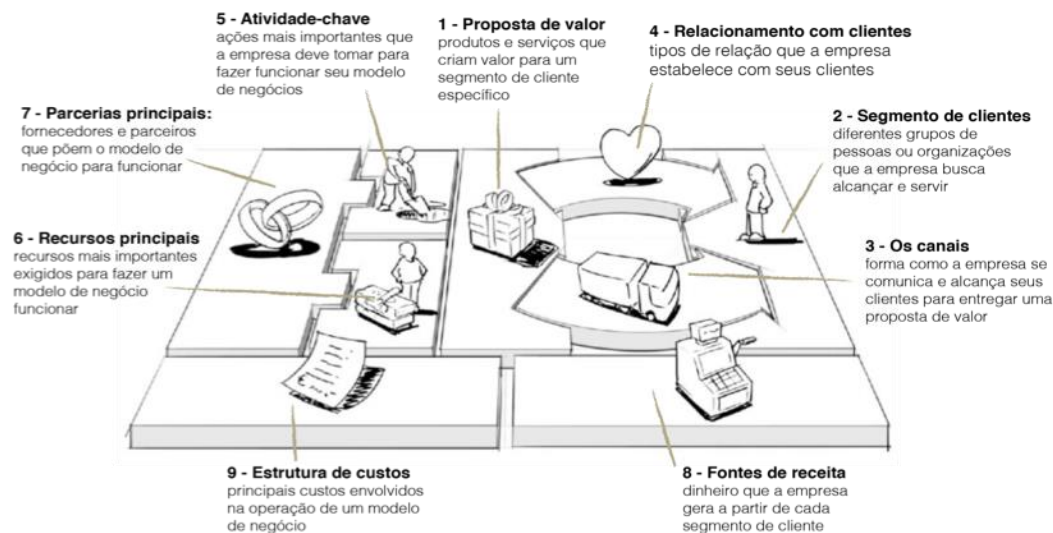 5 - Atividade-chave
ações mais importantes que
a empresa deve tomar para
fazer funcionar seu modelo
de negócios
1 - Proposta de valor
produtos e serviços que
criam valor para um
segmento de cliente
específico
4 - Relacionamento com clientes
tipos de relação que a empresa
estabelece com seus clientes
7 - Parcerias principais:
fornecedores e parceiros
que põem o modelo de
negócio para funcionar
2 - Segmento de clientes
diferentes grupos de
pessoas ou organizações
que a empresa busca
alcançar e servir
6 - Recursos principais
recursos mais importantes
exigidos para fazer um
modelo de negócio
funcionar
3 - Os canais
forma como a empresa se
comunica e alcança seus
clientes para entregar uma
proposta de valor
9 - Estrutura de custos
principais custos envolvidos
na operação de um modelo
de negócio
8 - Fontes de receita
dinheiro que a empresa
gera a partir de cada
segmento de cliente